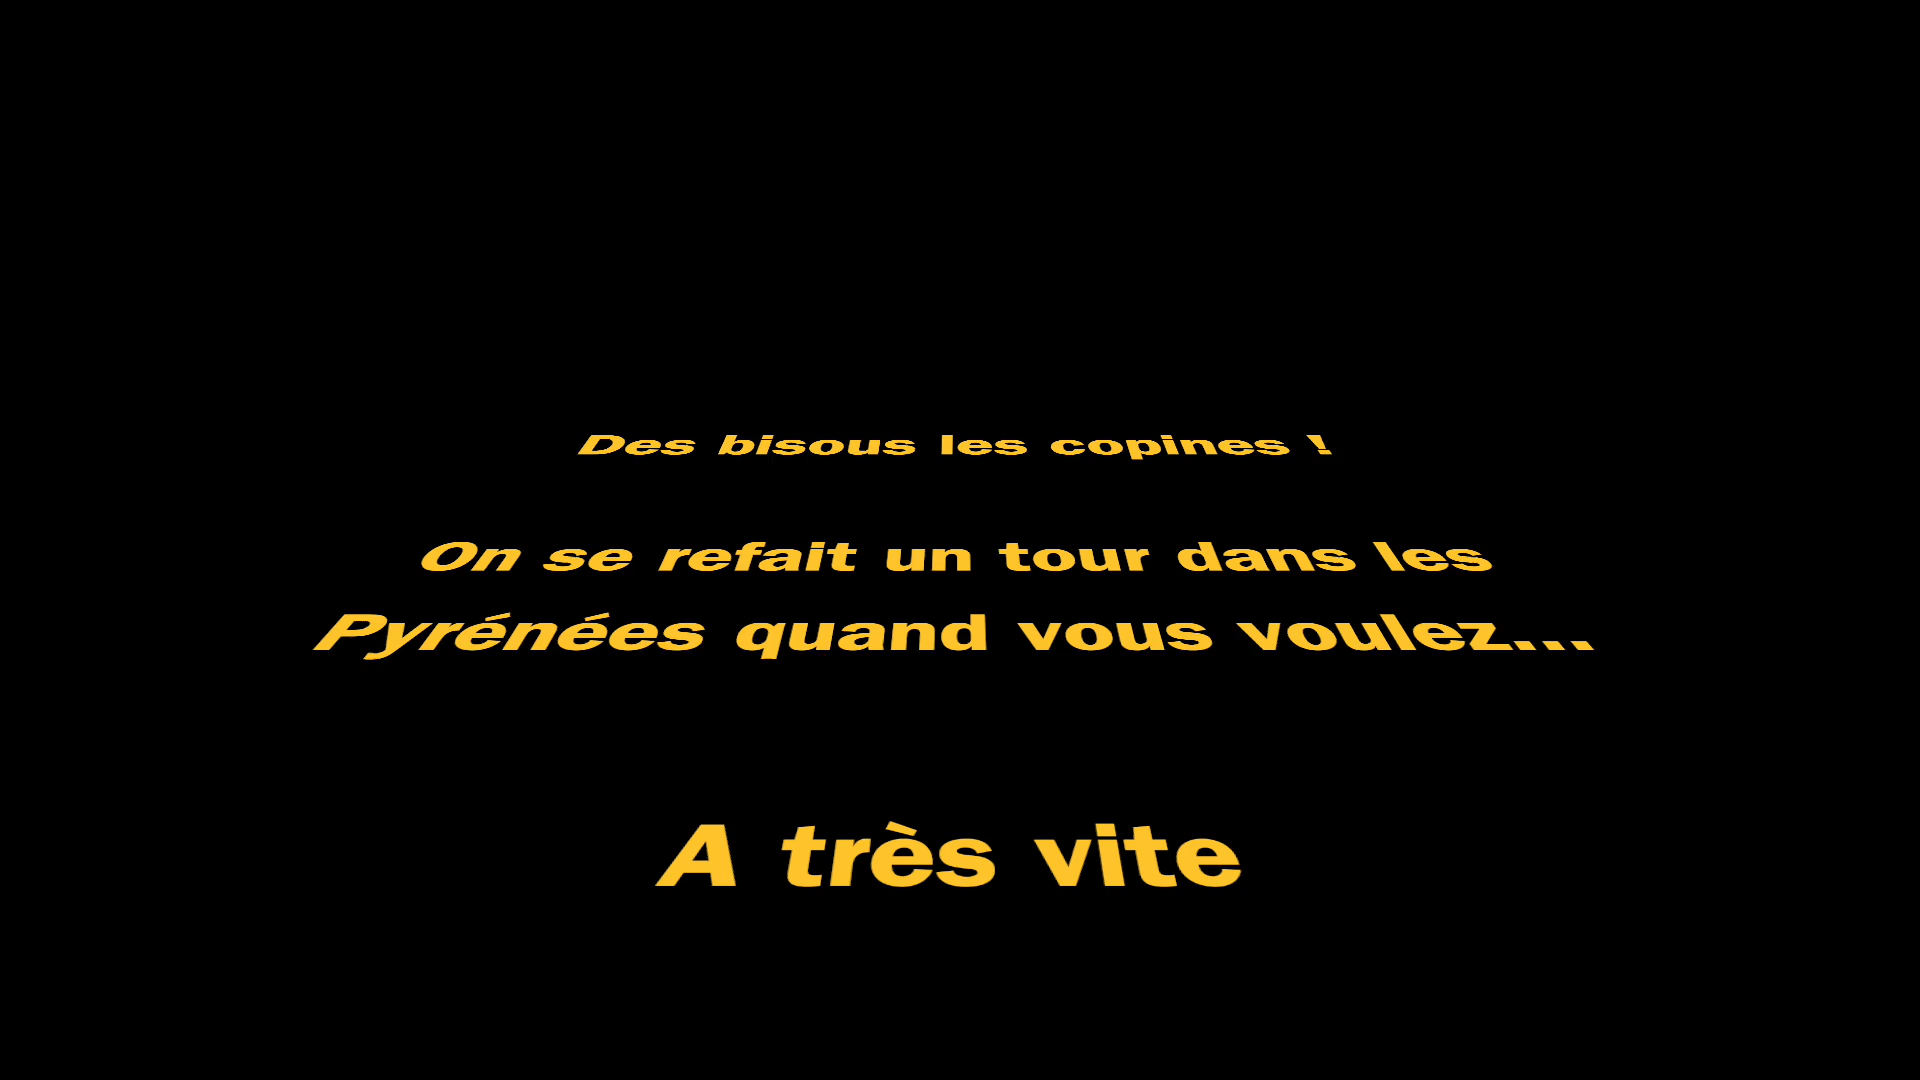 Des bisous les copines !
On se refait un tour dans les
Pyrénées quand vous voulez...
A très vite